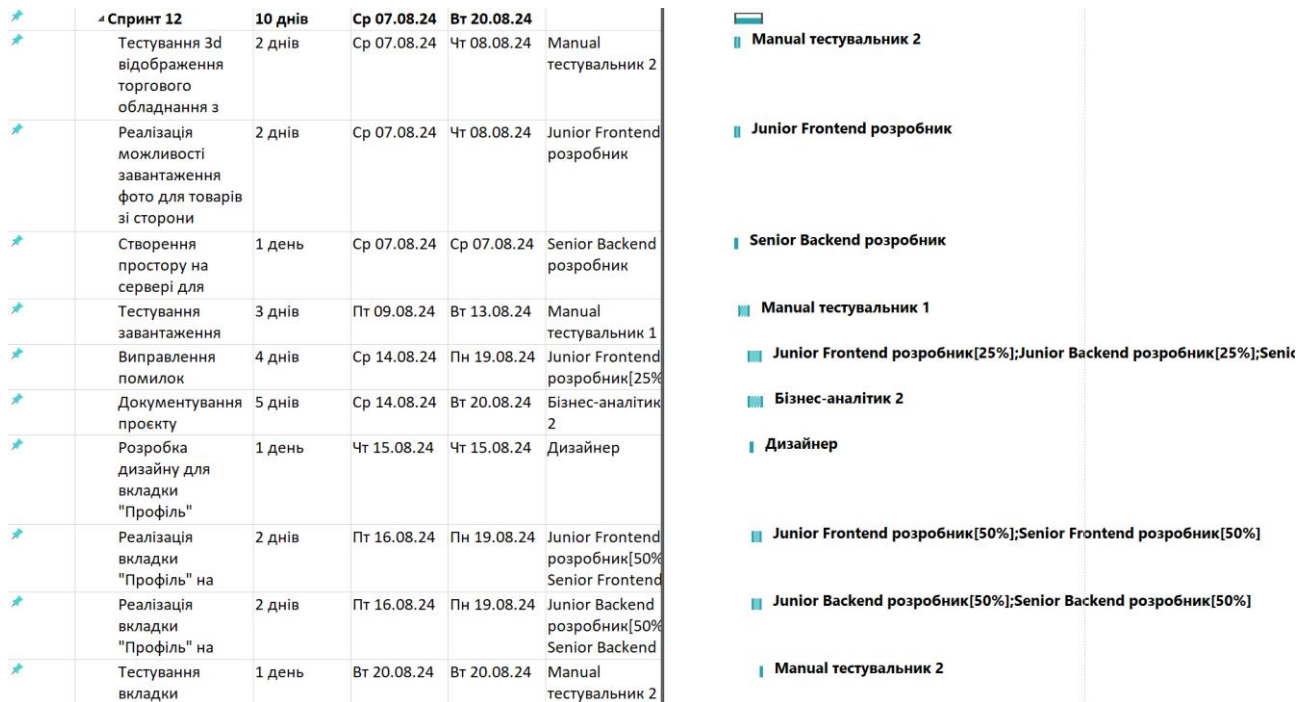 Спринт 12 10 днів Ср 07.08.24 Вт 20.08.24
Тестування 3d 2 днів Ср 07.08.24 Чт 08.08.24 Manual Manual тестувальник 2
відображення тестувальник 2
торгового
обладнання з
Реалізація 2 днів Ср 07.08.24 Чт 08.08.24 Junior Frontend Junior Frontend розробник
можливості розробник
завантаження
фото для товарів
зі сторони
Створення 1 день Ср 07.08.24 Ср 07.08.24 Senior Backend Senior Backend розробник
простору на розробник
сервері для
Тестування 3 днів Пт 09.08.24 Вт 13.08.24 Manual Manual тестувальник 1
завантаження тестувальник 1
Виправлення 4 днів Ср 14.08.24 Пн 19.08.24 Junior Frontend Junior Frontend розробник[25%];Junior Backend розробник[25%];Senio
помилок розробник[25%
Документування 5 днів Ср 14.08.24 Вт 20.08.24 Бізнес-аналітик Бізнес-аналітик 2
проєкту 2
Розробка 1 день Чт 15.08.24 Чт 15.08.24 Дизайнер Дизайнер
дизайну для
вкладки
"Профіль"
Реалізація 2 днів Пт 16.08.24 Пн 19.08.24 Junior Frontend Junior Frontend розробник[50%];Senior Frontend розробник[50%]
вкладки розробник[50%
"Профіль" на Senior Frontend
Реалізація 2 днів Пт 16.08.24 Пн 19.08.24 Junior Backend Junior Backend розробник[50%];Senior Backend розробник[50%]
вкладки розробник[50%
"Профіль" на Senior Backend
Тестування 1 день Вт 20.08.24 Вт 20.08.24 Manual Manual тестувальник 2
вкладки тестувальник 2